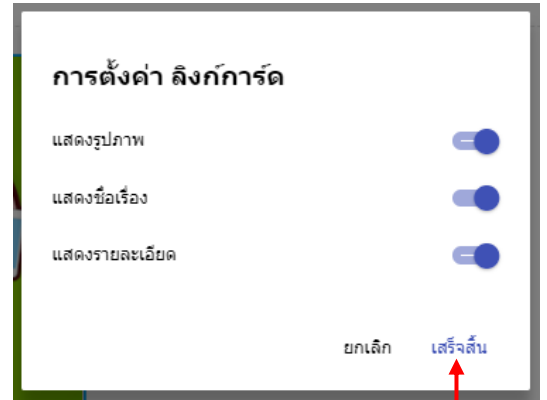 การตั้งค่า ลิงก์การ์ด
แสดงรูปภาพ
แสดงชื่อเรื่อง
แสดงรายละเอียด
ยกเลิก เสร็จสิ้น